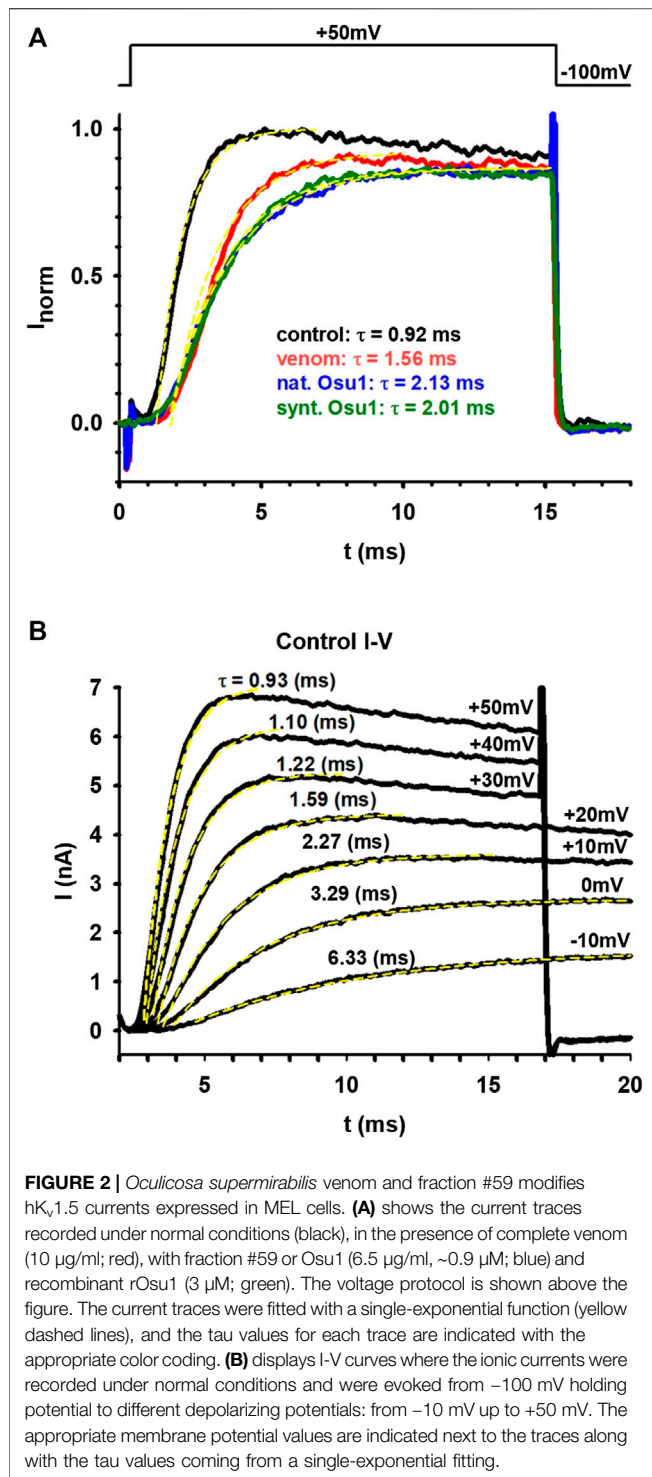 A
+50mV
-100mV
1.0
0.5
0.0
I_norm
control: τ = 0.92 ms
venom: τ = 1.56 ms
nat. Osu1: τ = 2.13 ms
synt. Osu1: τ = 2.01 ms
0 5 10 15
t (ms)
B
Control I-V
7
6
5
4
3
2
1
0
I (nA)
τ = 0.93 (ms)
1.10 (ms)
1.22 (ms)
1.59 (ms)
2.27 (ms)
3.29 (ms)
6.33 (ms)
+50mV
+40mV
+30mV
+20mV
+10mV
0mV
-10mV
5 10 15 20
t (ms)
FIGURE 2 | Oculicosa supermirabilis venom and fraction #59 modifies
hKv1.5 currents expressed in MEL cells. (A) shows the current traces
recorded under normal conditions (black), in the presence of complete venom
(10 μg/ml; red), with fraction #59 or Osu1 (6.5 μg/ml, ~0.9 μM; blue) and
recombinant rOsu1 (3 μM; green). The voltage protocol is shown above the
figure. The current traces were fitted with a single-exponential function (yellow
dashed lines), and the tau values for each trace are indicated with the
appropriate color coding. (B) displays I-V curves where the ionic currents were
recorded under normal conditions and were evoked from −100 mV holding
potential to different depolarizing potentials: from −10 mV up to +50 mV. The
appropriate membrane potential values are indicated next to the traces along
with the tau values coming from a single-exponential fitting.